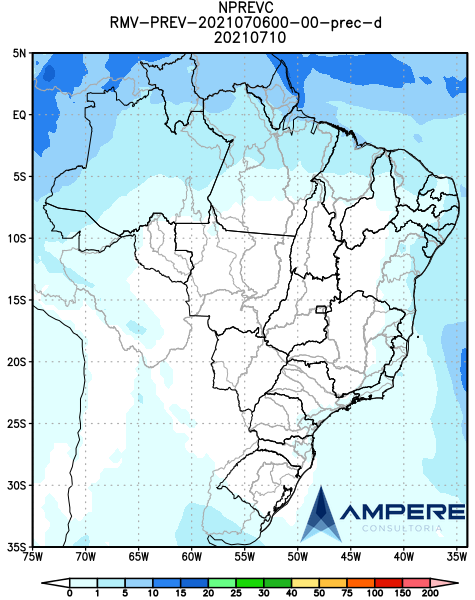 NPREVC
RMV-PREV-2021070600-00-prec-d
20210710
5N
EQ
5S
10S
15S
20S
25S
30S
35S
75W 70W 65W 60W 55W 50W 45W 40W 35W
AMPERE
CONSULTORIA
0 1 5 10 15 20 25 30 40 50 75 100 150 200